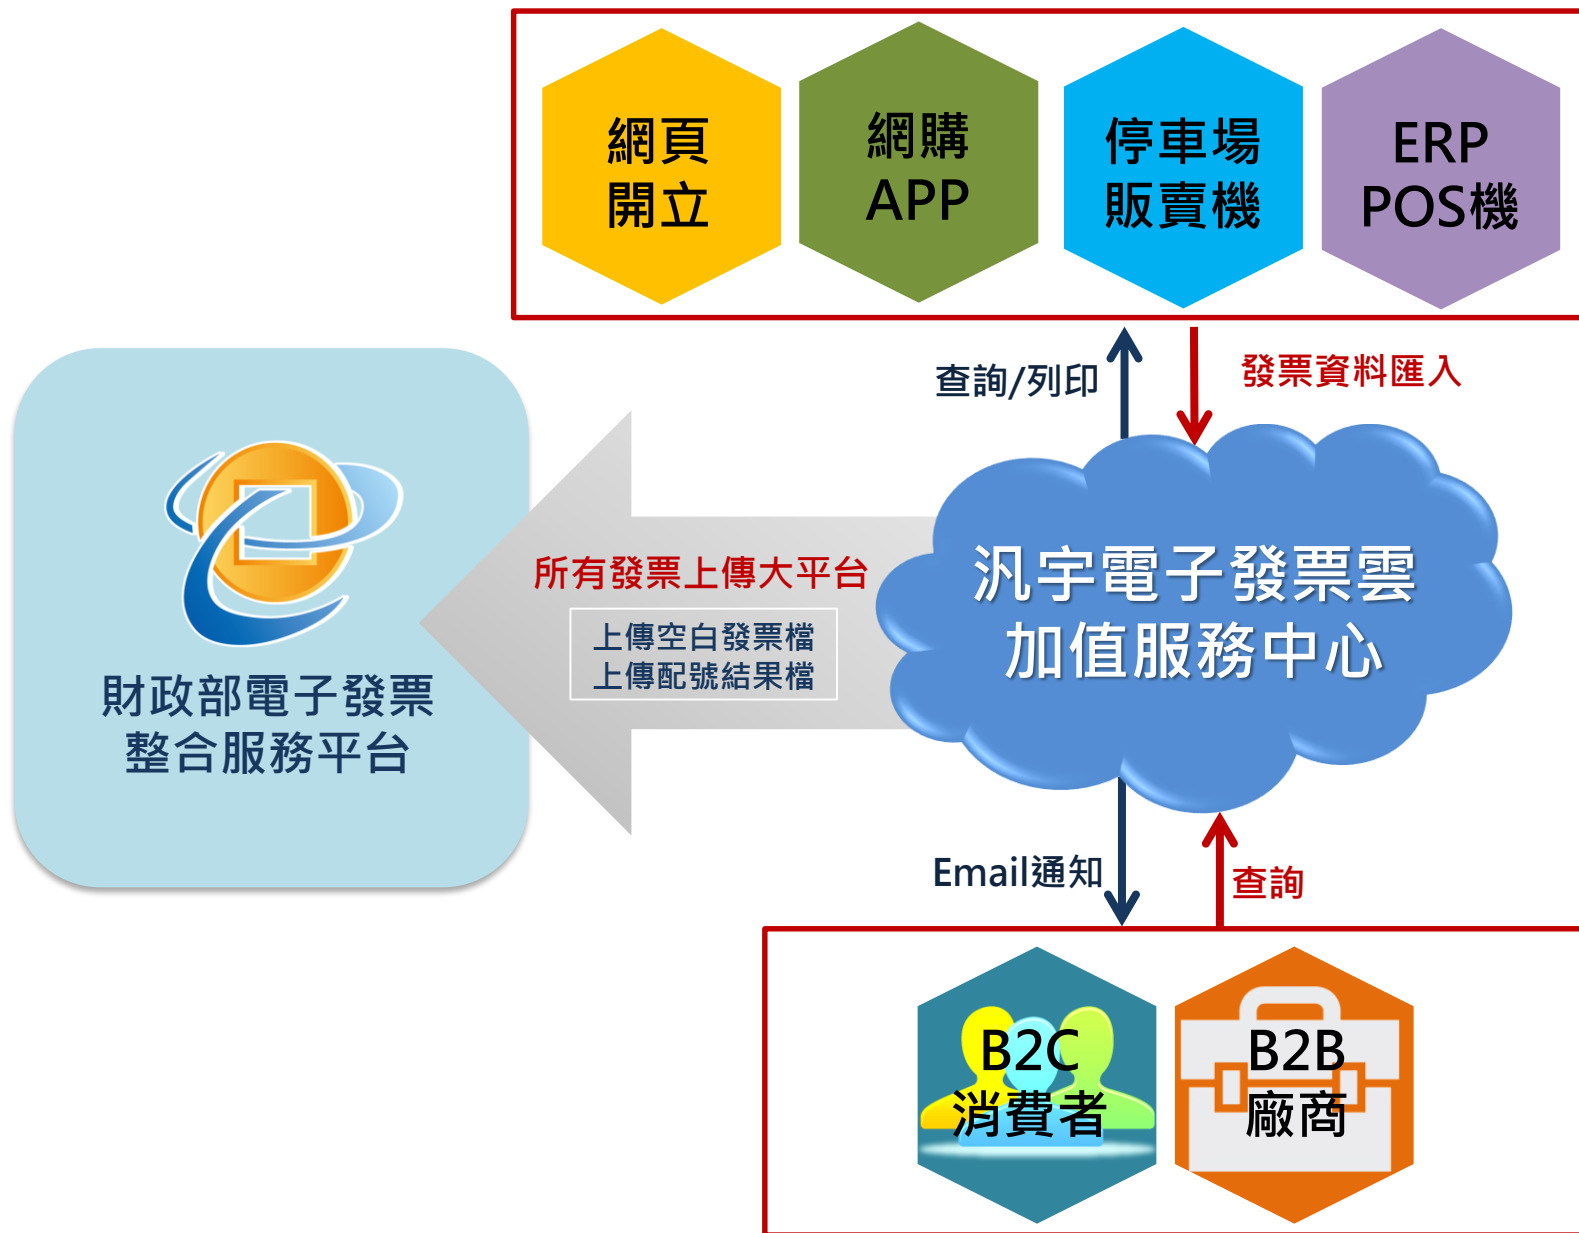 網頁
開立
網購
APP
停車場
販賣機
ERP
POS機
查詢/列印
發票資料匯入
所有發票上傳大平台
上傳空白發票檔
上傳配號結果檔
汎宇電子發票雲
加值服務中心
財政部電子發票
整合服務平台
Email通知
查詢
B2C
消費者
B2B
廠商